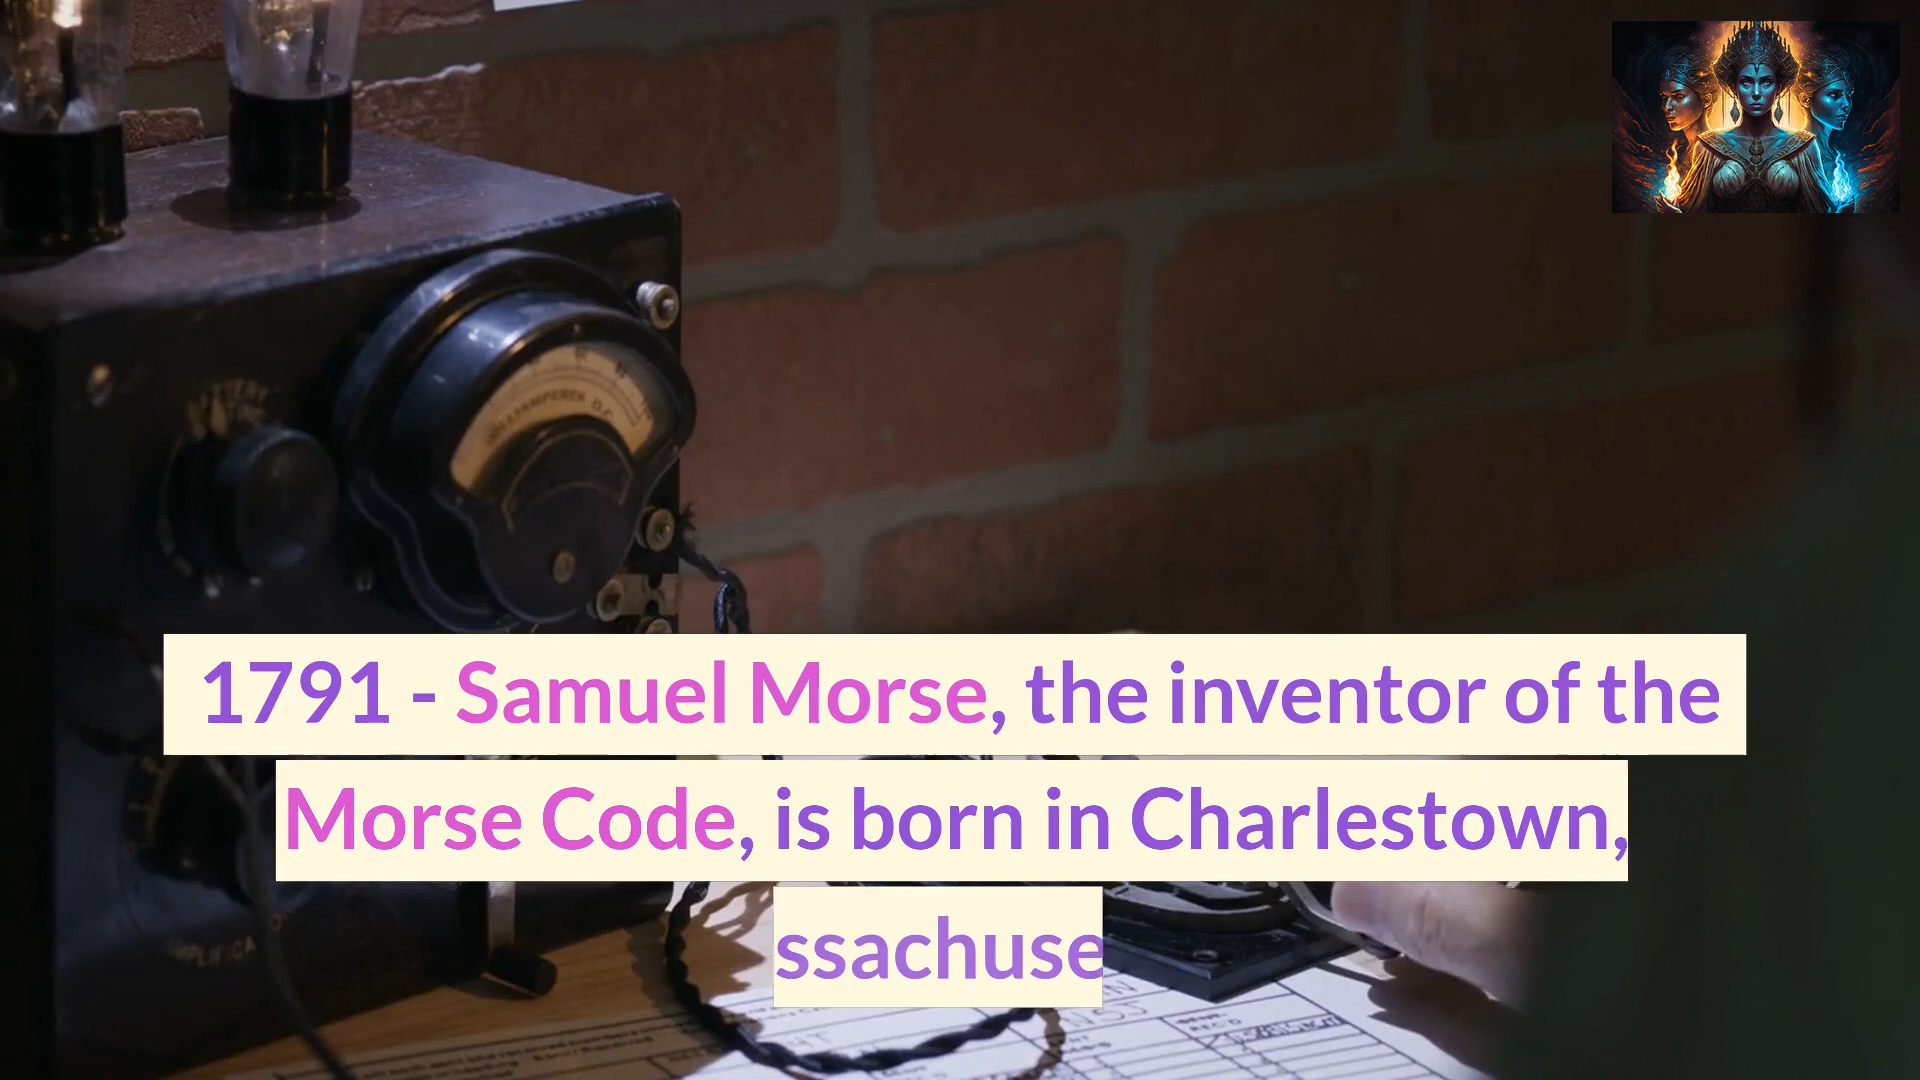 1791 - Samuel Morse, the inventor of the
Morse Code, is born in Charlestown,
ssachuse